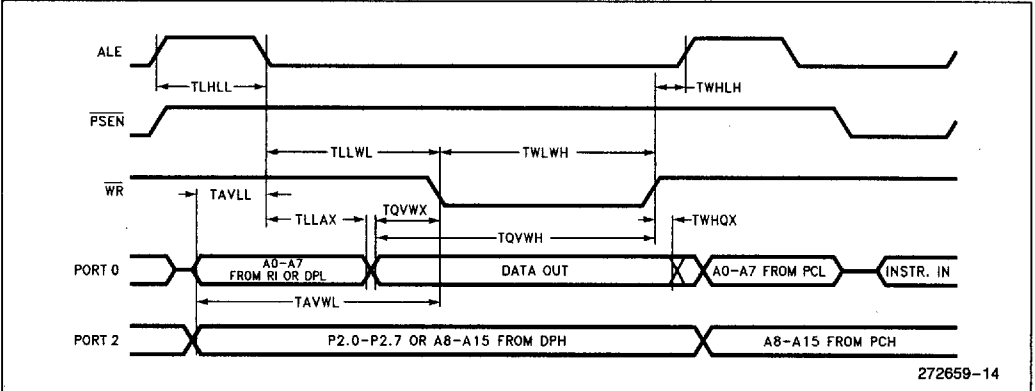 ALE
TLHLL
TWHLH
PSEN
TLLWL
TWLWH
WR
TAVLL
TLLAX
TQVWX
TWHQX
TQVWH
PORT 0
A0-A7
FROM RI OR DPL
DATA OUT
A0-A7 FROM PCL
INSTR. IN
TAVWL
PORT 2
P2.0-P2.7 OR A8-A15 FROM DPH
A8-A15 FROM PCH
272659-14